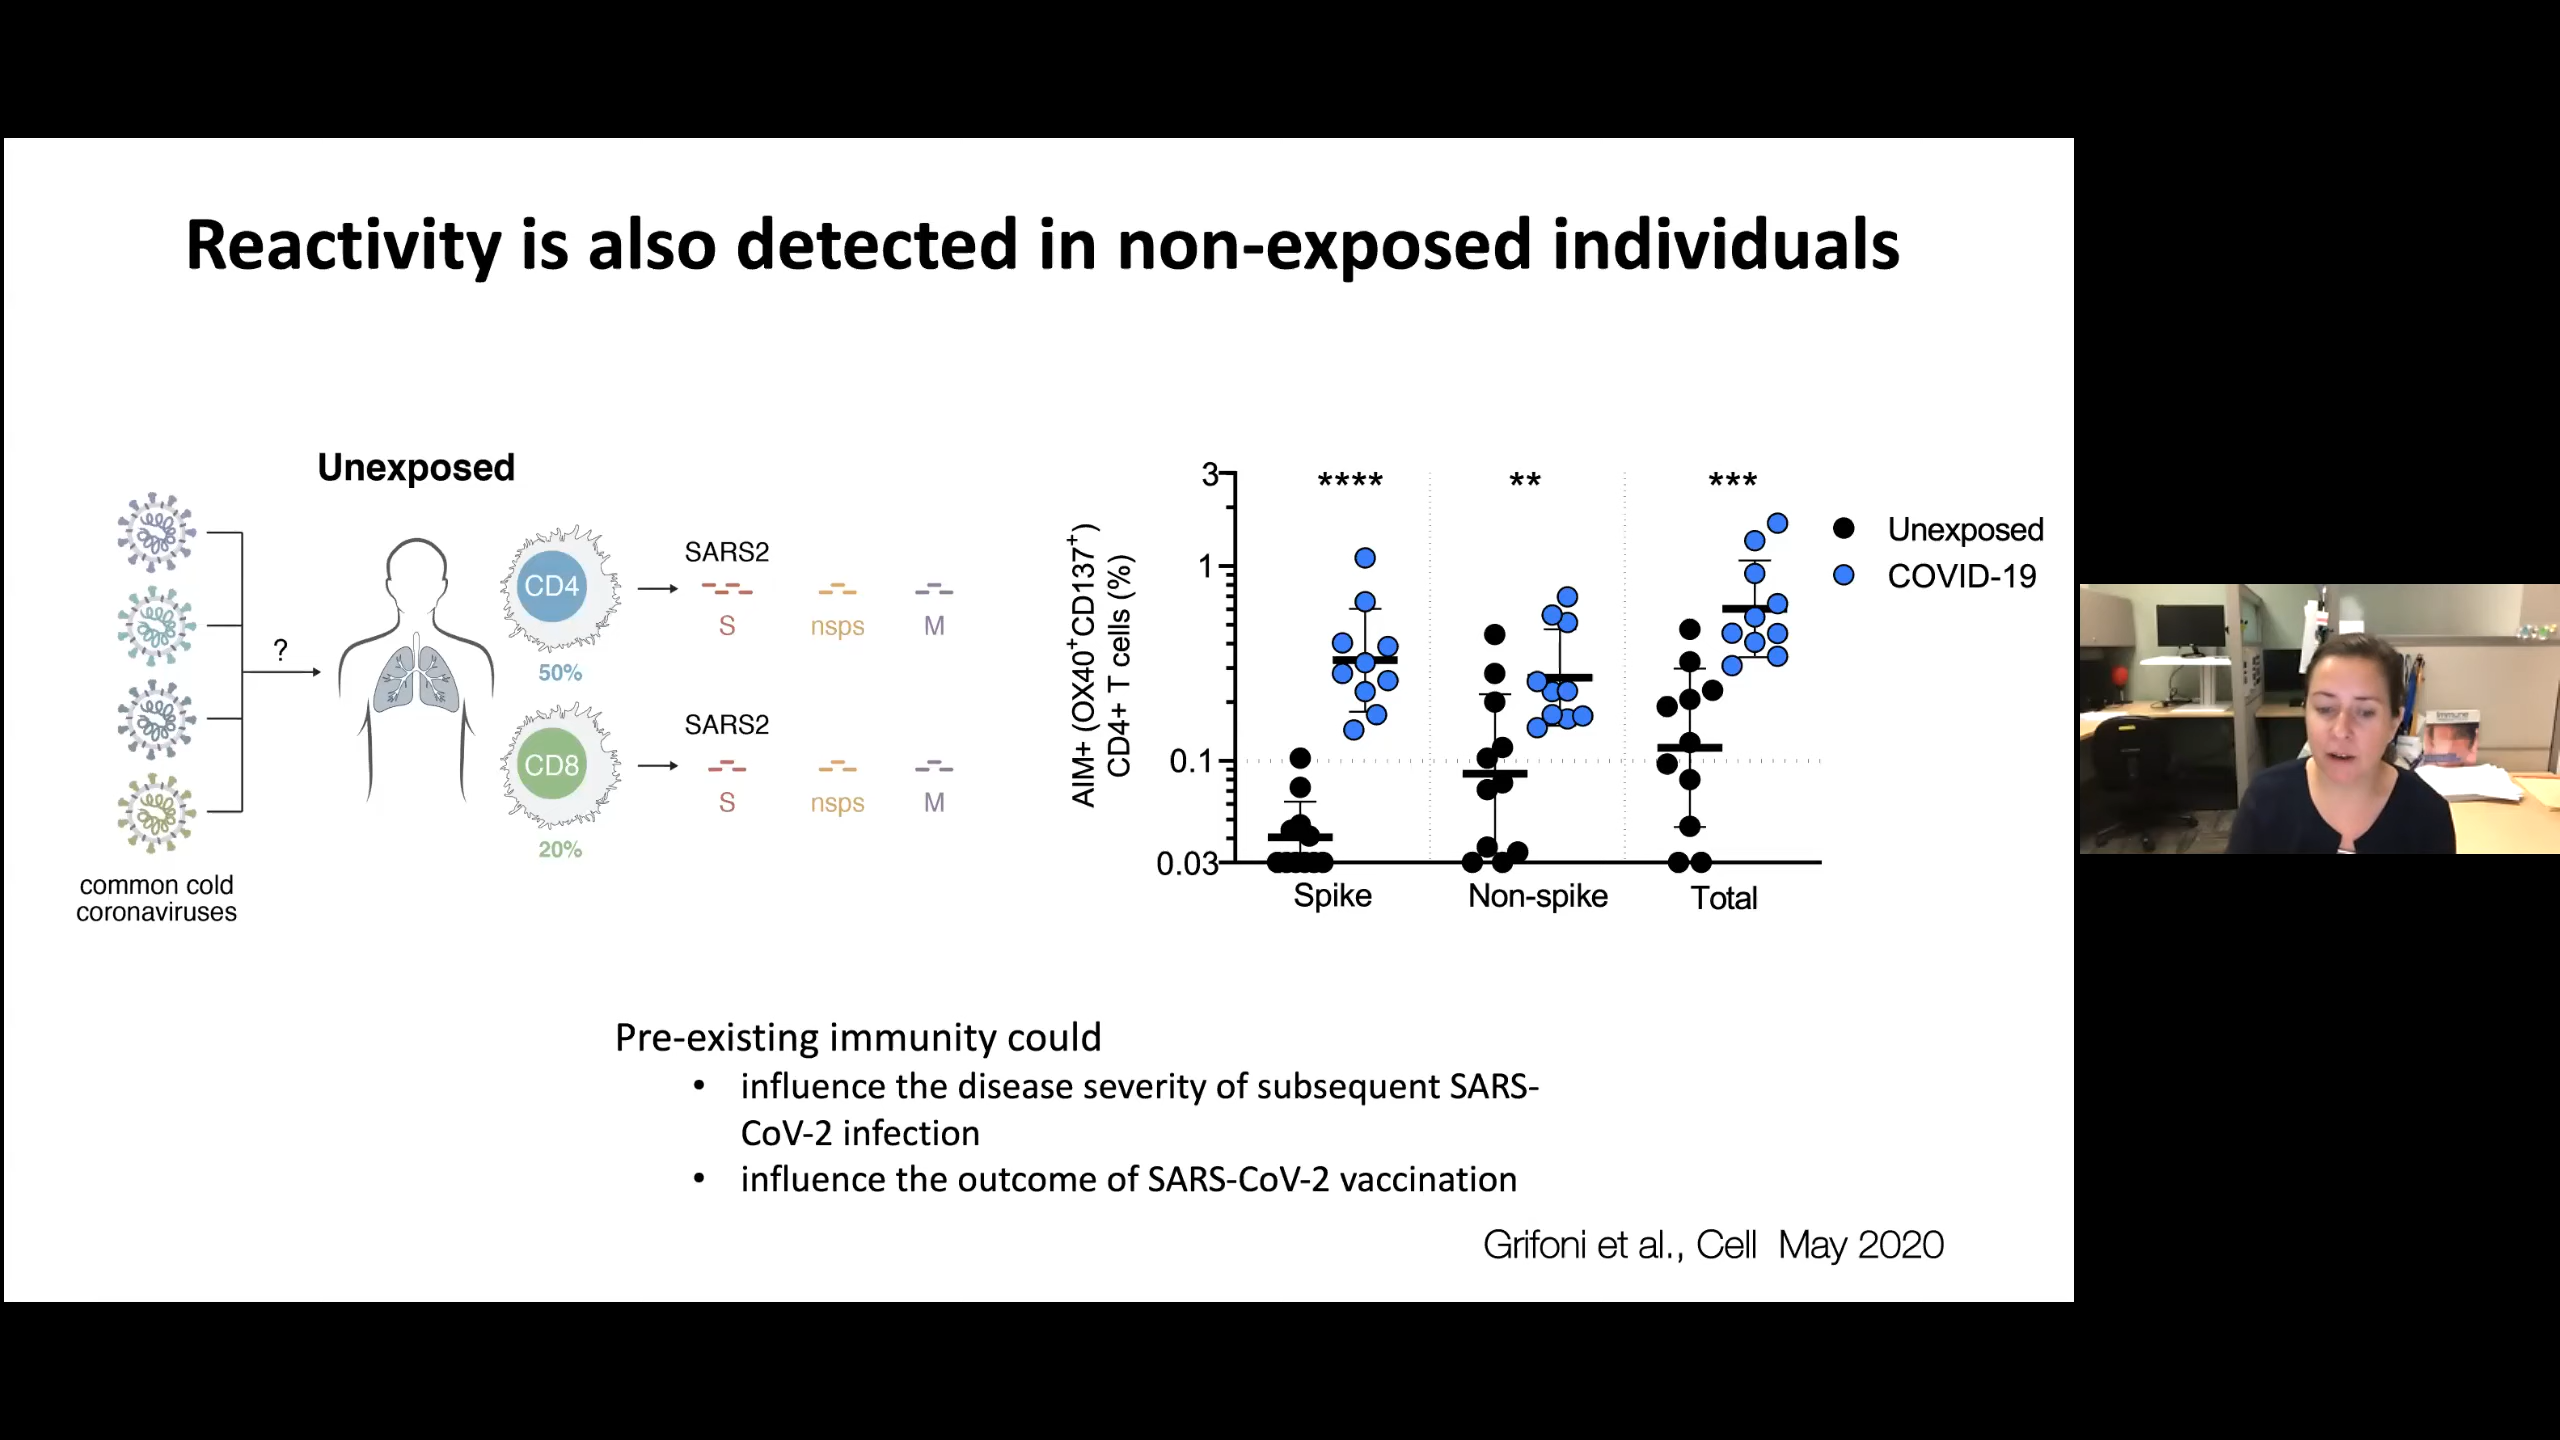 Reactivity is also detected in non-exposed individuals
Unexposed
?
common cold
coronaviruses
CD4
50%
SARS2
S nsps M
CD8
20%
SARS2
S nsps M
AIM+ (OX40+CD137+)
CD4+ T cells (%)
3
1
0.1
0.03
**** ** ***
Spike Non-spike Total
Unexposed
COVID-19
Pre-existing immunity could
• influence the disease severity of subsequent SARS-
CoV-2 infection
• influence the outcome of SARS-CoV-2 vaccination
Grifoni et al., Cell May 2020
immune